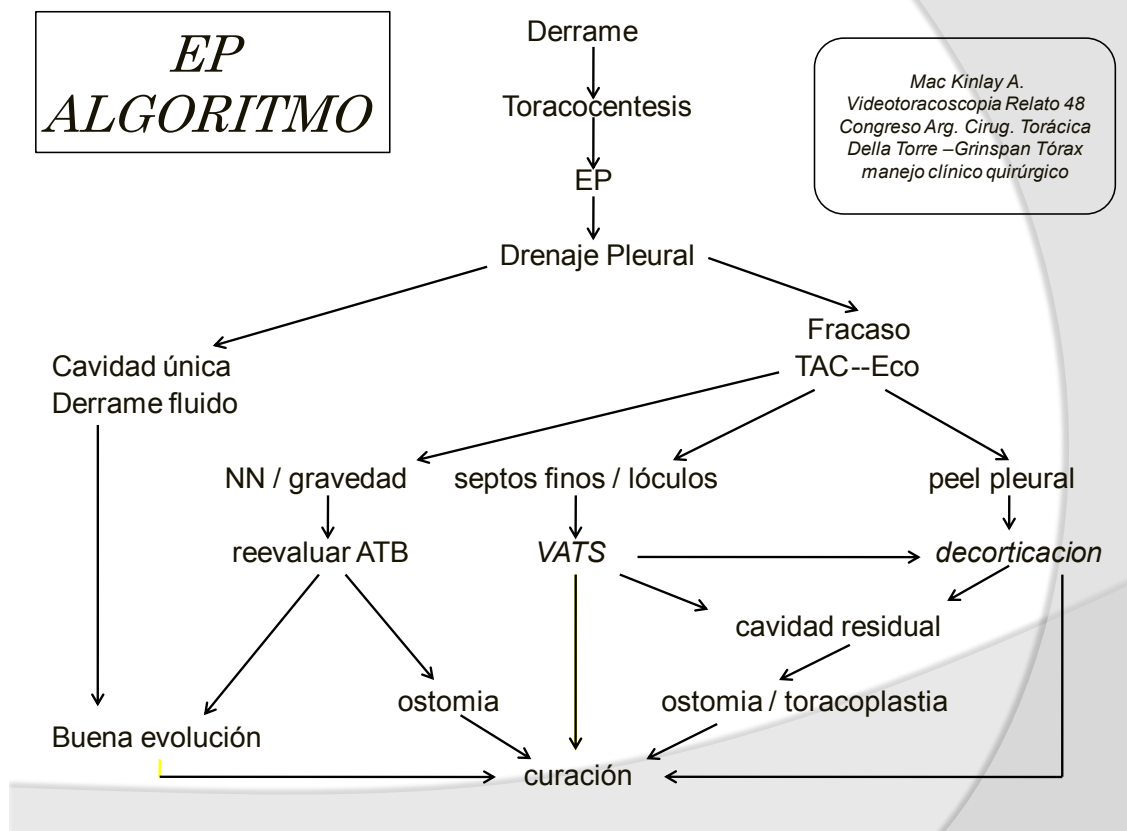 EP
ALGORITMO
Derrame
Mac Kinlay A.
Videotoracoscopia Relato 48
Congreso Arg. Cirug. Torácica
Della Torre –Grinspan Tórax
manejo clínico quirúrgico
Toracocentesis
EP
Drenaje Pleural
Fracaso
TAC--Eco
Cavidad única
Derrame fluido
NN / gravedad
septos finos / lóculos
peel pleural
reevaluar ATB
VATS
decorticacion
cavidad residual
ostomia
ostomia / toracoplastia
Buena evolución
curación